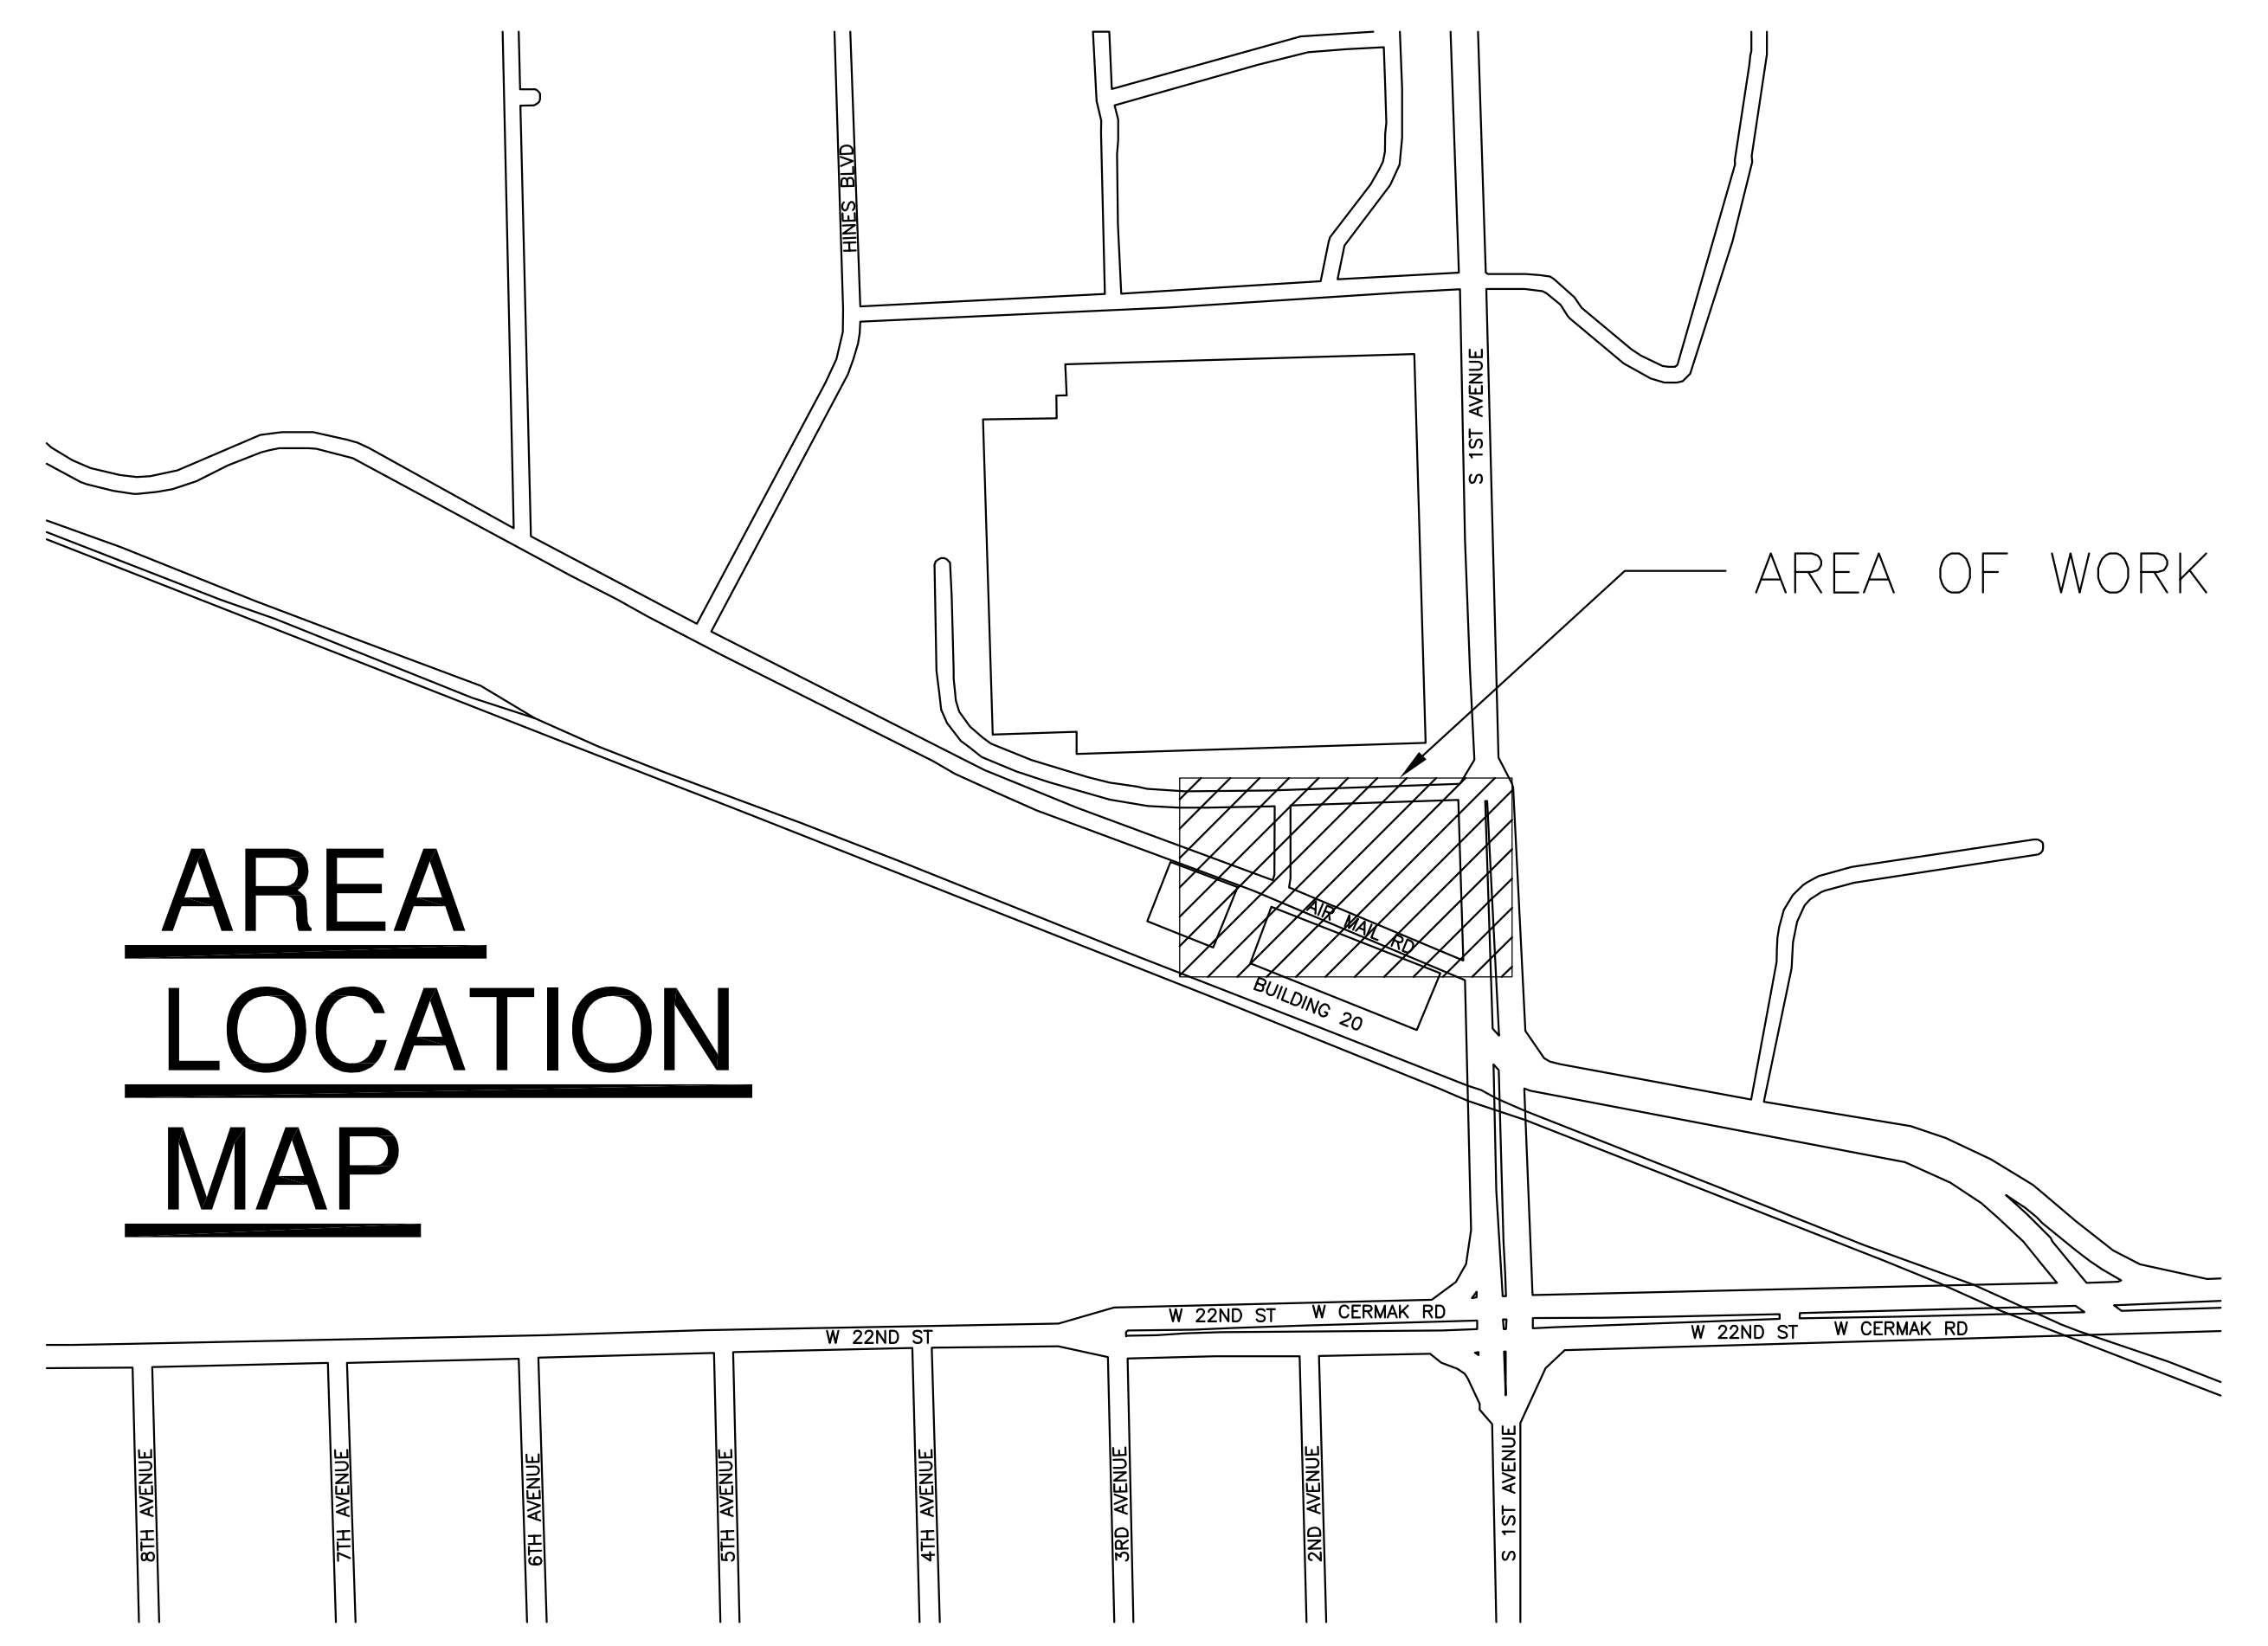 HINES BLVD
S 1ST AVENUE
AREA OF WORK
AREA
LOCATION
MAP
AIR MAIL RD
BUILDING 20
W 22ND ST
W 22ND ST
W CERMAK RD
W 22ND ST
W CERMAK RD
8TH AVENUE
7TH AVENUE
6TH AVENUE
5TH AVENUE
4TH AVENUE
3RD AVENUE
2ND AVENUE
S 1ST AVENUE